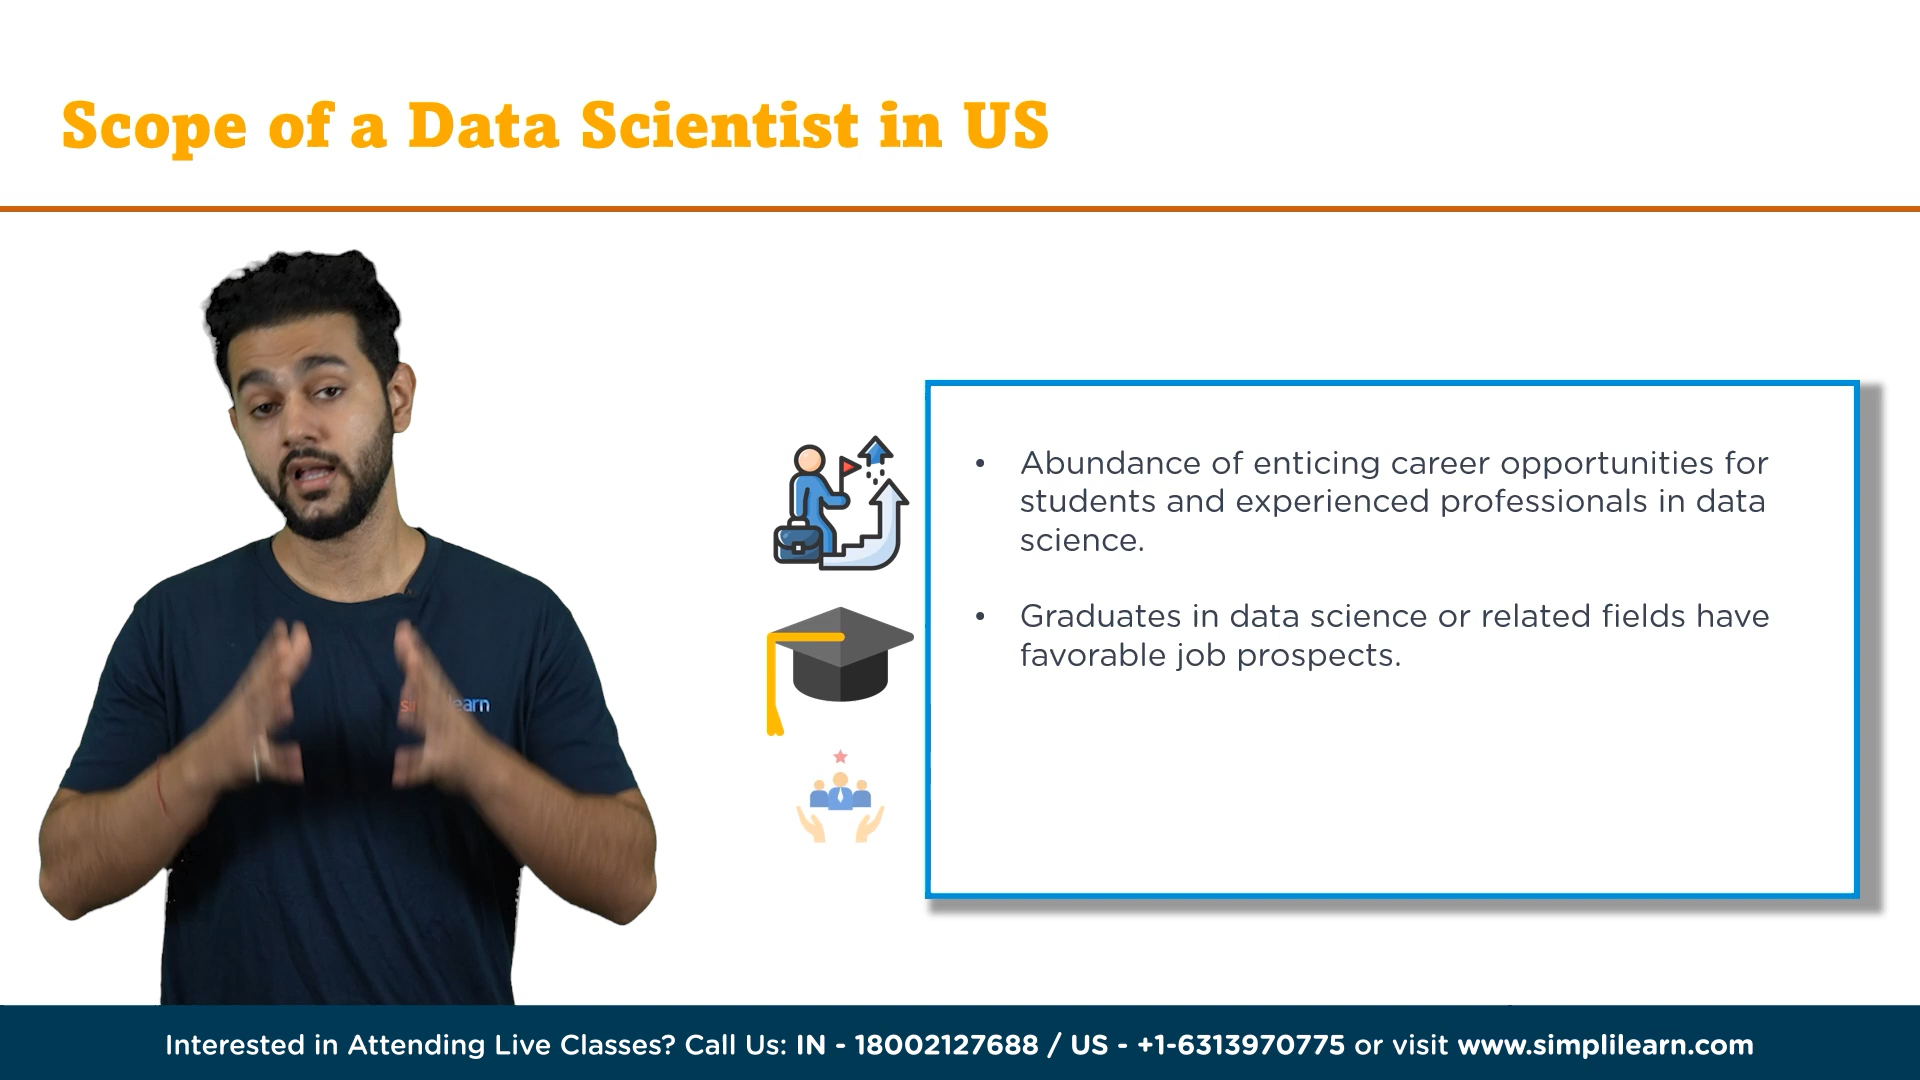 Scope of a Data Scientist in US
• Abundance of enticing career opportunities for
students and experienced professionals in data
science.
• Graduates in data science or related fields have
favorable job prospects.
Interested in Attending Live Classes? Call Us: IN - 18002127688 / US - +1-6313970775 or visit www.simplilearn.com